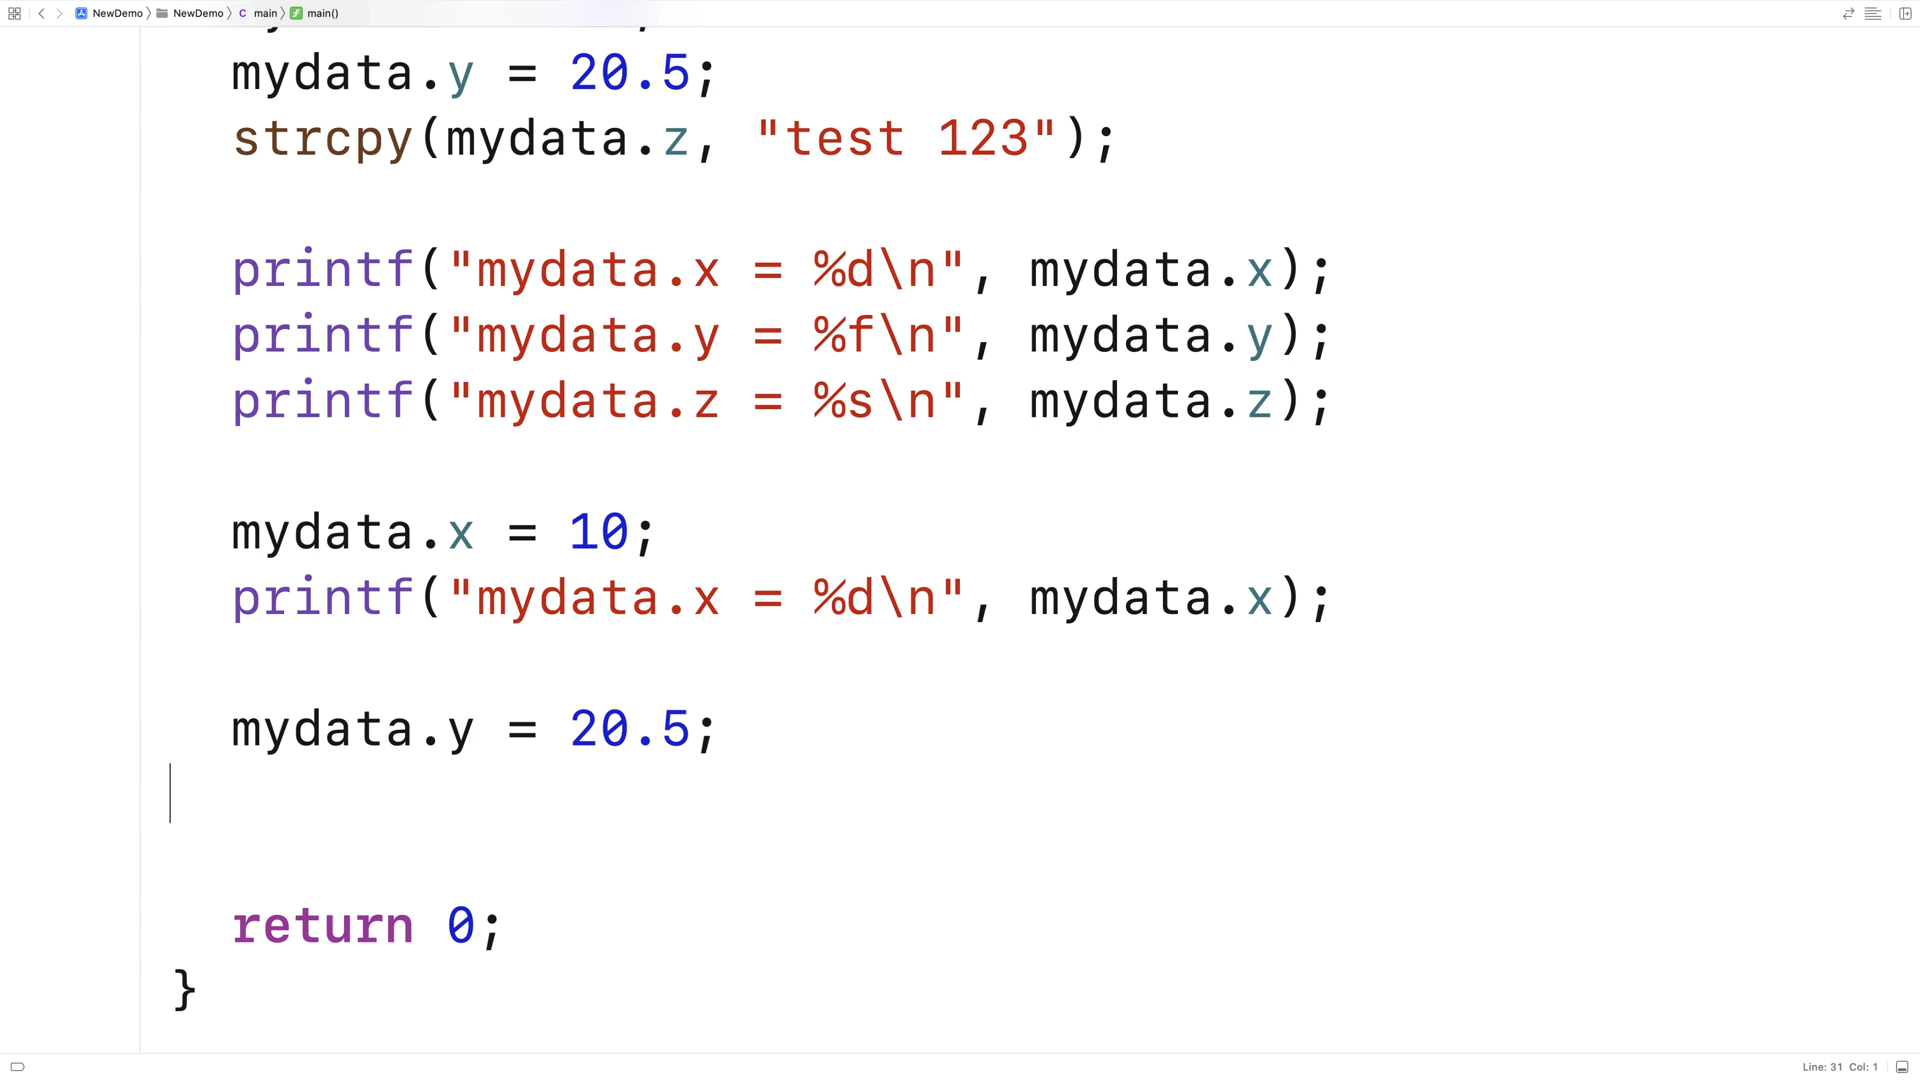 NewDemo 〉 NewDemo 〉 C main 〉 f main()
mydata.y = 20.5;
strcpy(mydata.z, "test 123");
printf("mydata.x = %d\n", mydata.x);
printf("mydata.y = %f\n", mydata.y);
printf("mydata.z = %s\n", mydata.z);
mydata.x = 10;
printf("mydata.x = %d\n", mydata.x);
mydata.y = 20.5;
return 0;
}
Line: 31 Col: 1